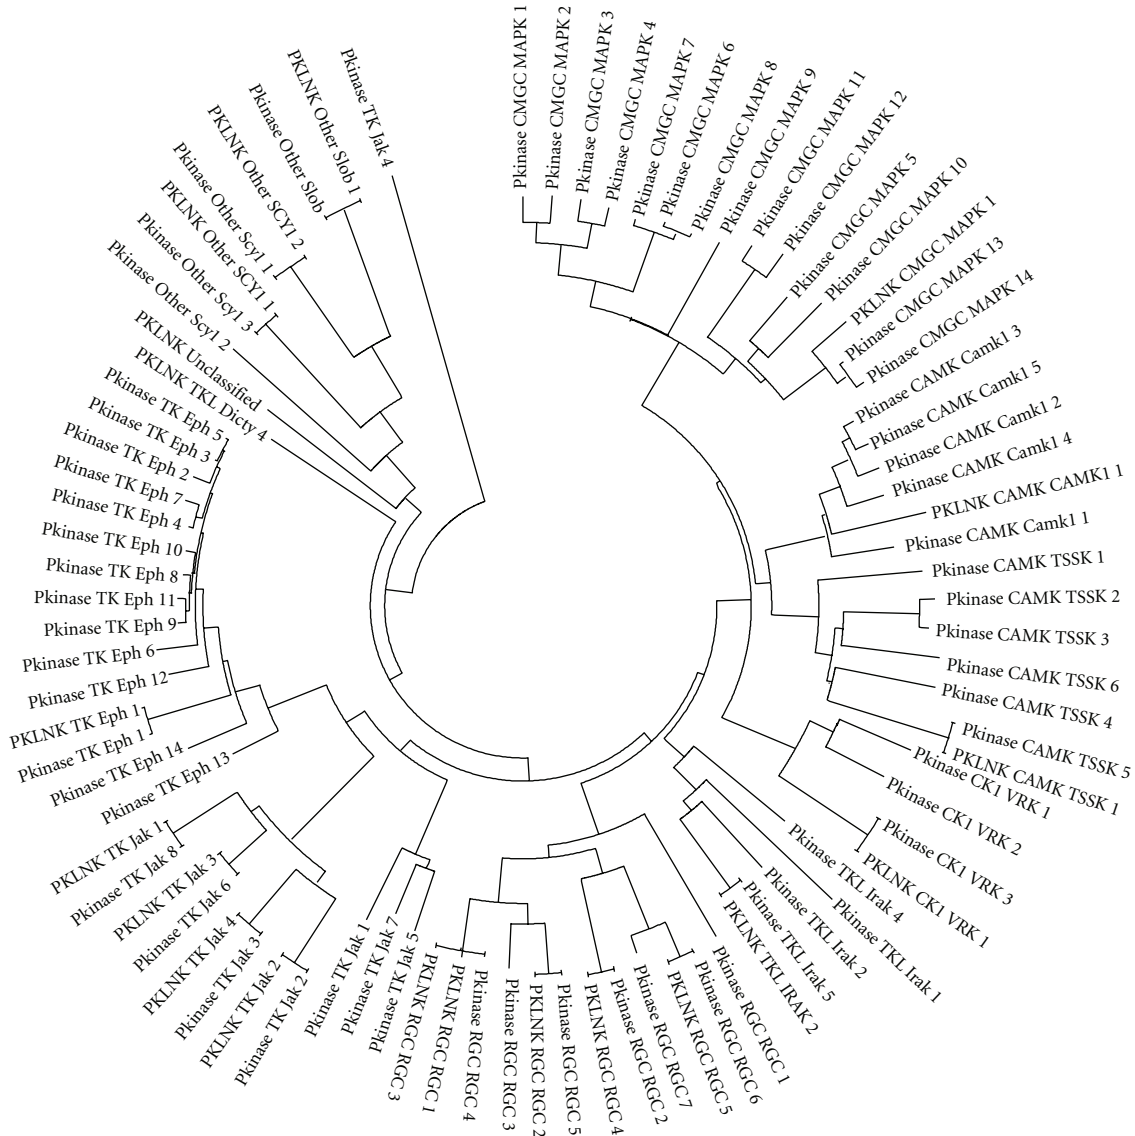 Pkinase CMGC MAPK 1
Pkinase CMGC MAPK 2
Pkinase CMGC MAPK 3
Pkinase CMGC MAPK 4
Pkinase CMGC MAPK 7
Pkinase CMGC MAPK 6
Pkinase CMGC MAPK 8
Pkinase CMGC MAPK 9
Pkinase CMGC MAPK 11
Pkinase CMGC MAPK 12
Pkinase CMGC MAPK 5
Pkinase CMGC MAPK 10
PKLNK CMGC MAPK 1
Pkinase CMGC MAPK 13
Pkinase CMGC MAPK 14
Pkinase CAMK Camk1 3
Pkinase CAMK Camk1 5
Pkinase CAMK Camk1 2
Pkinase CAMK Camk1 4
PKLNK CAMK CAMK1 1
Pkinase CAMK Camk1 1
Pkinase CAMK TSSK 1
Pkinase CAMK TSSK 2
Pkinase CAMK TSSK 3
Pkinase CAMK TSSK 6
Pkinase CAMK TSSK 4
Pkinase CAMK TSSK 5
PKLNK CAMK TSSK 1
Pkinase CK1 VRK 1
Pkinase CK1 VRK 2
Pkinase CK1 VRK 3
PKLNK CK1 VRK 1
Pkinase TKL Irak 4
Pkinase TKL Irak 1
Pkinase TKL Irak 2
Pkinase TKL Irak 5
PKLNK TKL IRAK 2
Pkinase RGC RGC 1
Pkinase RGC RGC 6
PKLNK RGC RGC 5
Pkinase RGC RGC 7
Pkinase RGC RGC 2
PKLNK RGC RGC 4
Pkinase RGC RGC 5
PKLNK RGC RGC 2
Pkinase RGC RGC 3
Pkinase RGC RGC 4
PKLNK RGC RGC 1
PKLNK RGC RGC 3
Pkinase TK Jak 5
Pkinase TK Jak 7
Pkinase TK Jak 1
Pkinase TK Jak 2
PKLNK TK Jak 2
Pkinase TK Jak 3
PKLNK TK Jak 4
Pkinase TK Jak 6
PKLNK TK Jak 3
Pkinase TK Jak 8
PKLNK TK Jak 1
Pkinase TK Eph 13
Pkinase TK Eph 14
Pkinase TK Eph 1
PKLNK TK Eph 1
Pkinase TK Eph 12
Pkinase TK Eph 6
Pkinase TK Eph 9
Pkinase TK Eph 11
Pkinase TK Eph 8
Pkinase TK Eph 10
Pkinase TK Eph 4
Pkinase TK Eph 7
Pkinase TK Eph 2
Pkinase TK Eph 3
Pkinase TK Eph 5
PKLNK TKL Dicty 4
PKLNK Unclassified
Pkinase Other Scy1 2
Pkinase Other Scy1 3
PKLNK Other SCY1 1
Pkinase Other Scy1 1
PKLNK Other SCY1 2
Pkinase Other Slob
PKLNK Other Slob 1
Pkinase TK Jak 4